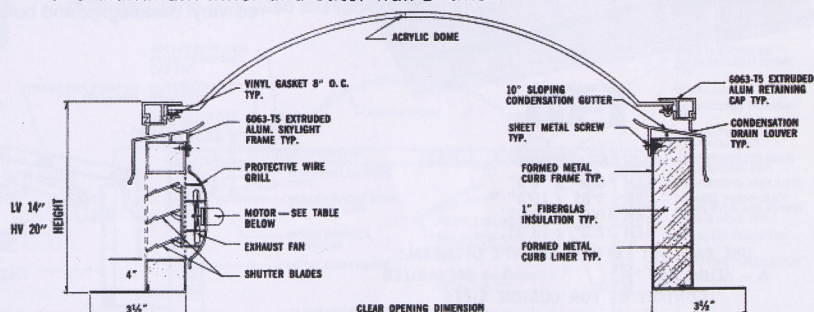 ACRYLIC DOME
VINYL GASKET 8" O. C.
TYP.
6063-T5 EXTRUDED
ALUM. SKYLIGHT
FRAME TYP.
PROTECTIVE WIRE
GRILL
MOTOR — SEE TABLE
BELOW
EXHAUST FAN
SHUTTER BLADES
LV 14"
HV 20"
HEIGHT
4"
3½"
CLEAR OPENING DIMENSION
10° SLOPING
CONDENSATION GUTTER
SHEET METAL SCREW
TYP.
FORMED METAL
CURB FRAME TYP.
1" FIBERGLAS
INSULATION TYP.
FORMED METAL
CURB LINER TYP.
6063-T5 EXTRUDED
ALUM RETAINING
CAP TYP.
CONDENSATION
DRAIN LOUVER
TYP.
3½"